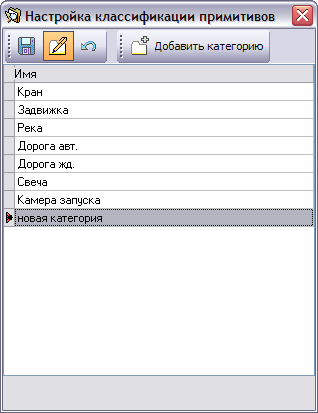 Настройка классификации примитивов
Добавить категорию
Имя
Кран
Задвижка
Река
Дорога авт.
Дорога жд.
Свеча
Камера запуска
новая категория